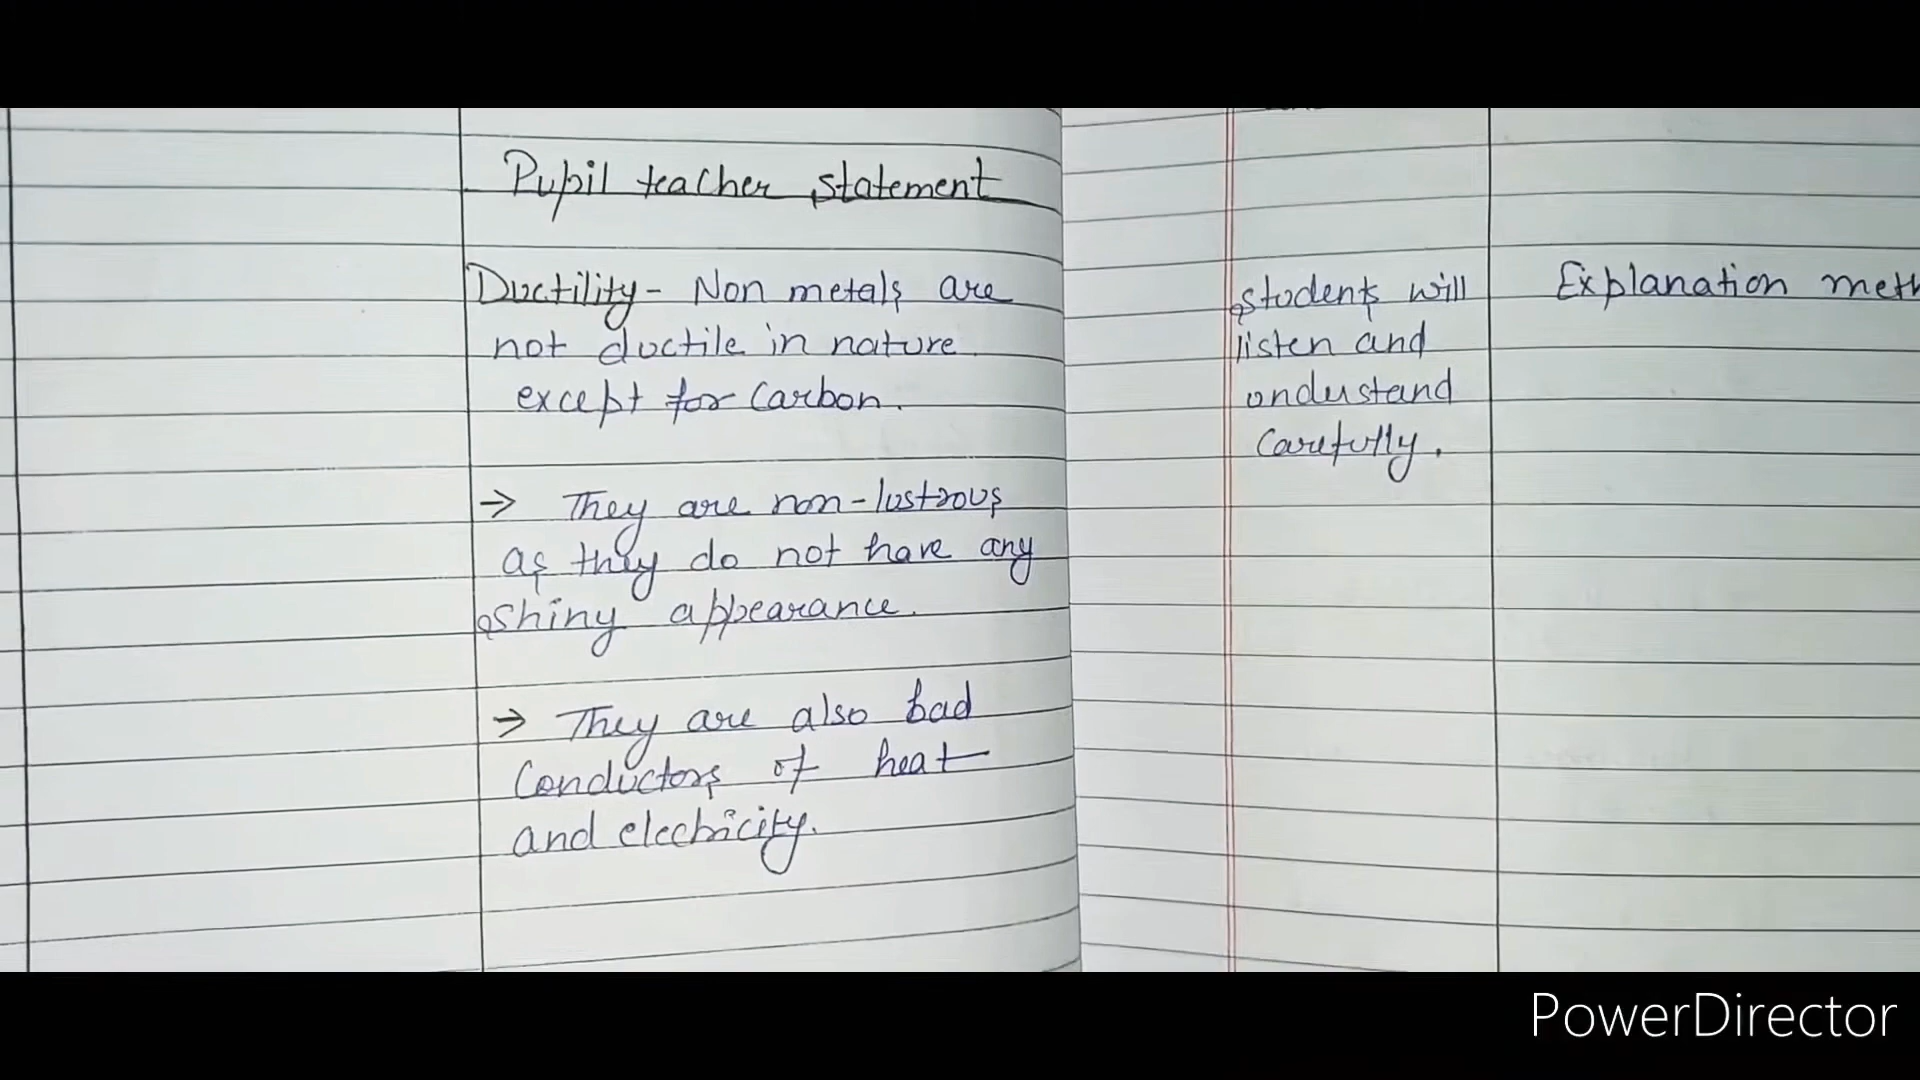 Pupil teacher statement
Ductility - Non metals are
not ductile in nature
except for Carbon.
→ They are non-lustrous
as they do not have any
shiny appearance.
→ They are also bad
Conductors of heat
and electricity.
students will
listen and
understand
Carefully.
Explanation meth
PowerDirector